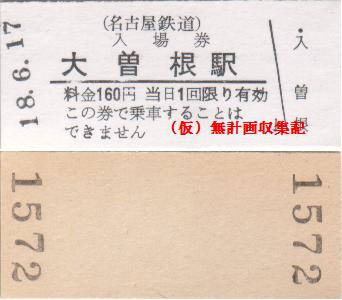 18.6.17
(名古屋鉄道)
入場券
大曽根駅
料金160円 当日1回限り有効
この券で乗車することは
できません
・入
曽
根
(仮)無計画収集記
1572
1572